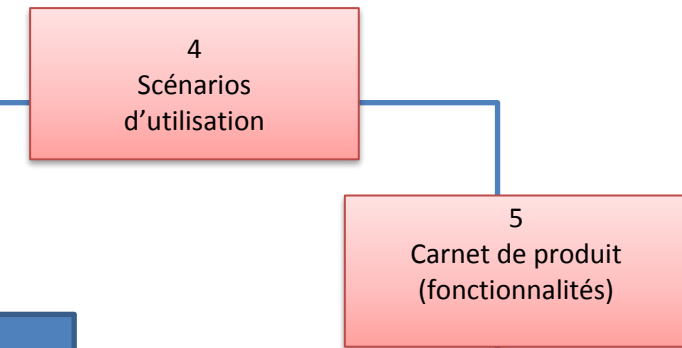 4
Scénarios
d’utilisation
5
Carnet de produit
(fonctionnalités)